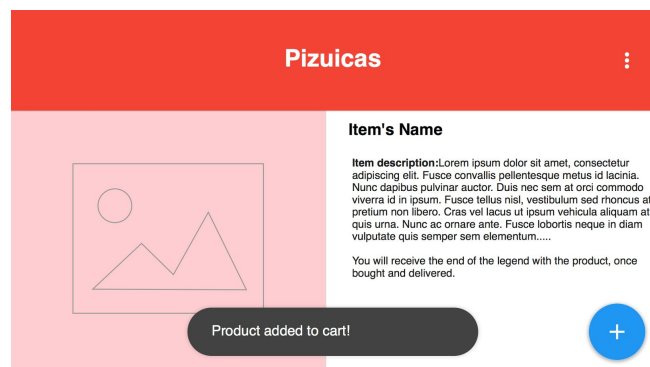 Pizuicas
Item's Name
Item description:Lorem ipsum dolor sit amet, consectetur
adipiscing elit. Fusce convallis pellentesque metus id lacinia.
Nunc dapibus pulvinar auctor. Duis nec sem at orci commodo
viverra id in ipsum. Fusce tellus nisl, vestibulum sed rhoncus at
pretium non libero. Cras vel lacus ut ipsum vehicula aliquam at
quis urna. Nunc ac ornare ante. Fusce lobortis neque in diam
vulputate quis semper sem elementum.....
You will receive the end of the legend with the product, once
bought and delivered.
Product added to cart!